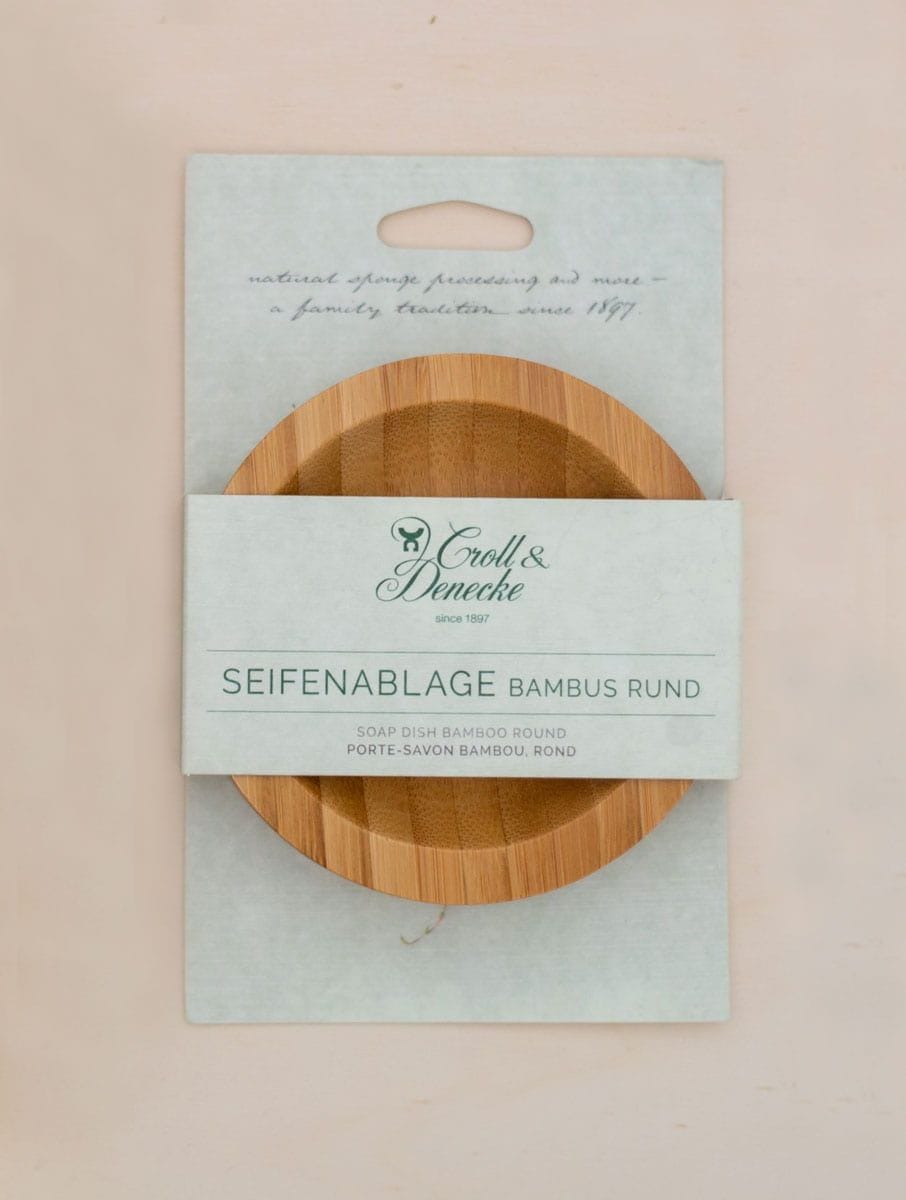 natural sponge processing and more –
a family tradition since 1897.
Croll &
Denecke
since 1897
SEIFENABLAGE BAMBUS RUND
SOAP DISH BAMBOO ROUND
PORTE-SAVON BAMBOU, ROND